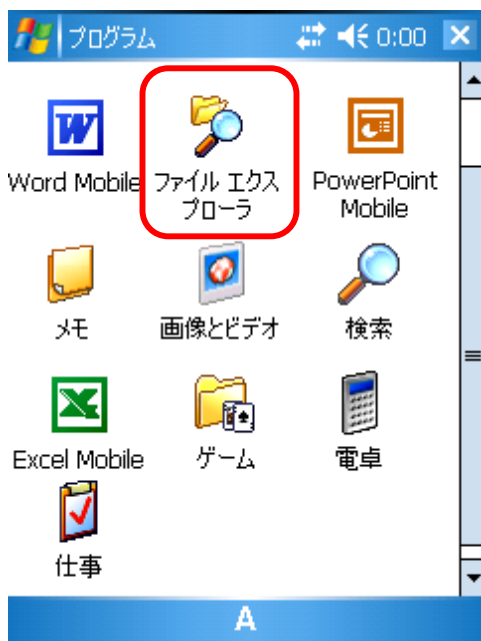 プログラム 0:00
Word Mobile
ファイル エクス
プローラ
PowerPoint
Mobile
メモ
画像とビデオ
検索
Excel Mobile
ゲーム
電卓
仕事
A